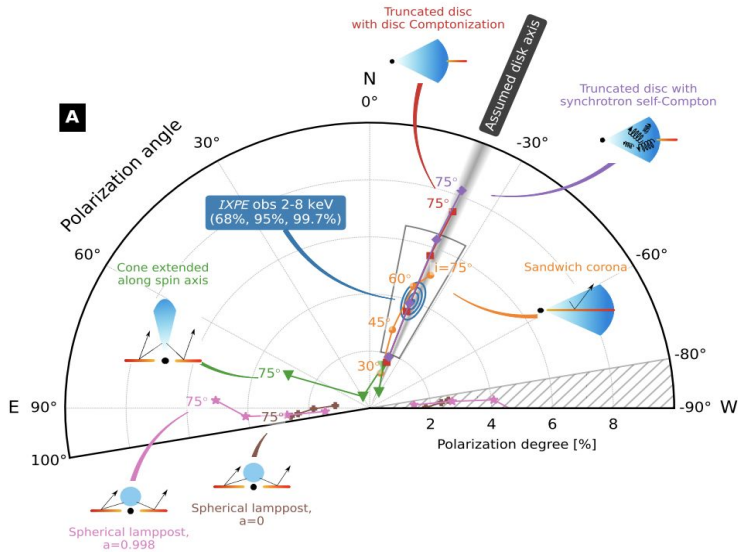 Truncated disc
with disc Comptonization
Assumed disk axis
N
0°
Truncated disc with
synchrotron self-Compton
A
Polarization angle
30°
-30°
75°
75°
IXPE obs 2-8 keV
(68%, 95%, 99.7%)
60°
-60°
Cone extended
along spin axis
60°
i=75°
Sandwich corona
45°
30°
-80°
75°
75°
75°
E 90°
-90° W
2 4 6 8
Polarization degree [%]
100°
Spherical lamppost,
a=0
Spherical lamppost,
a=0.998